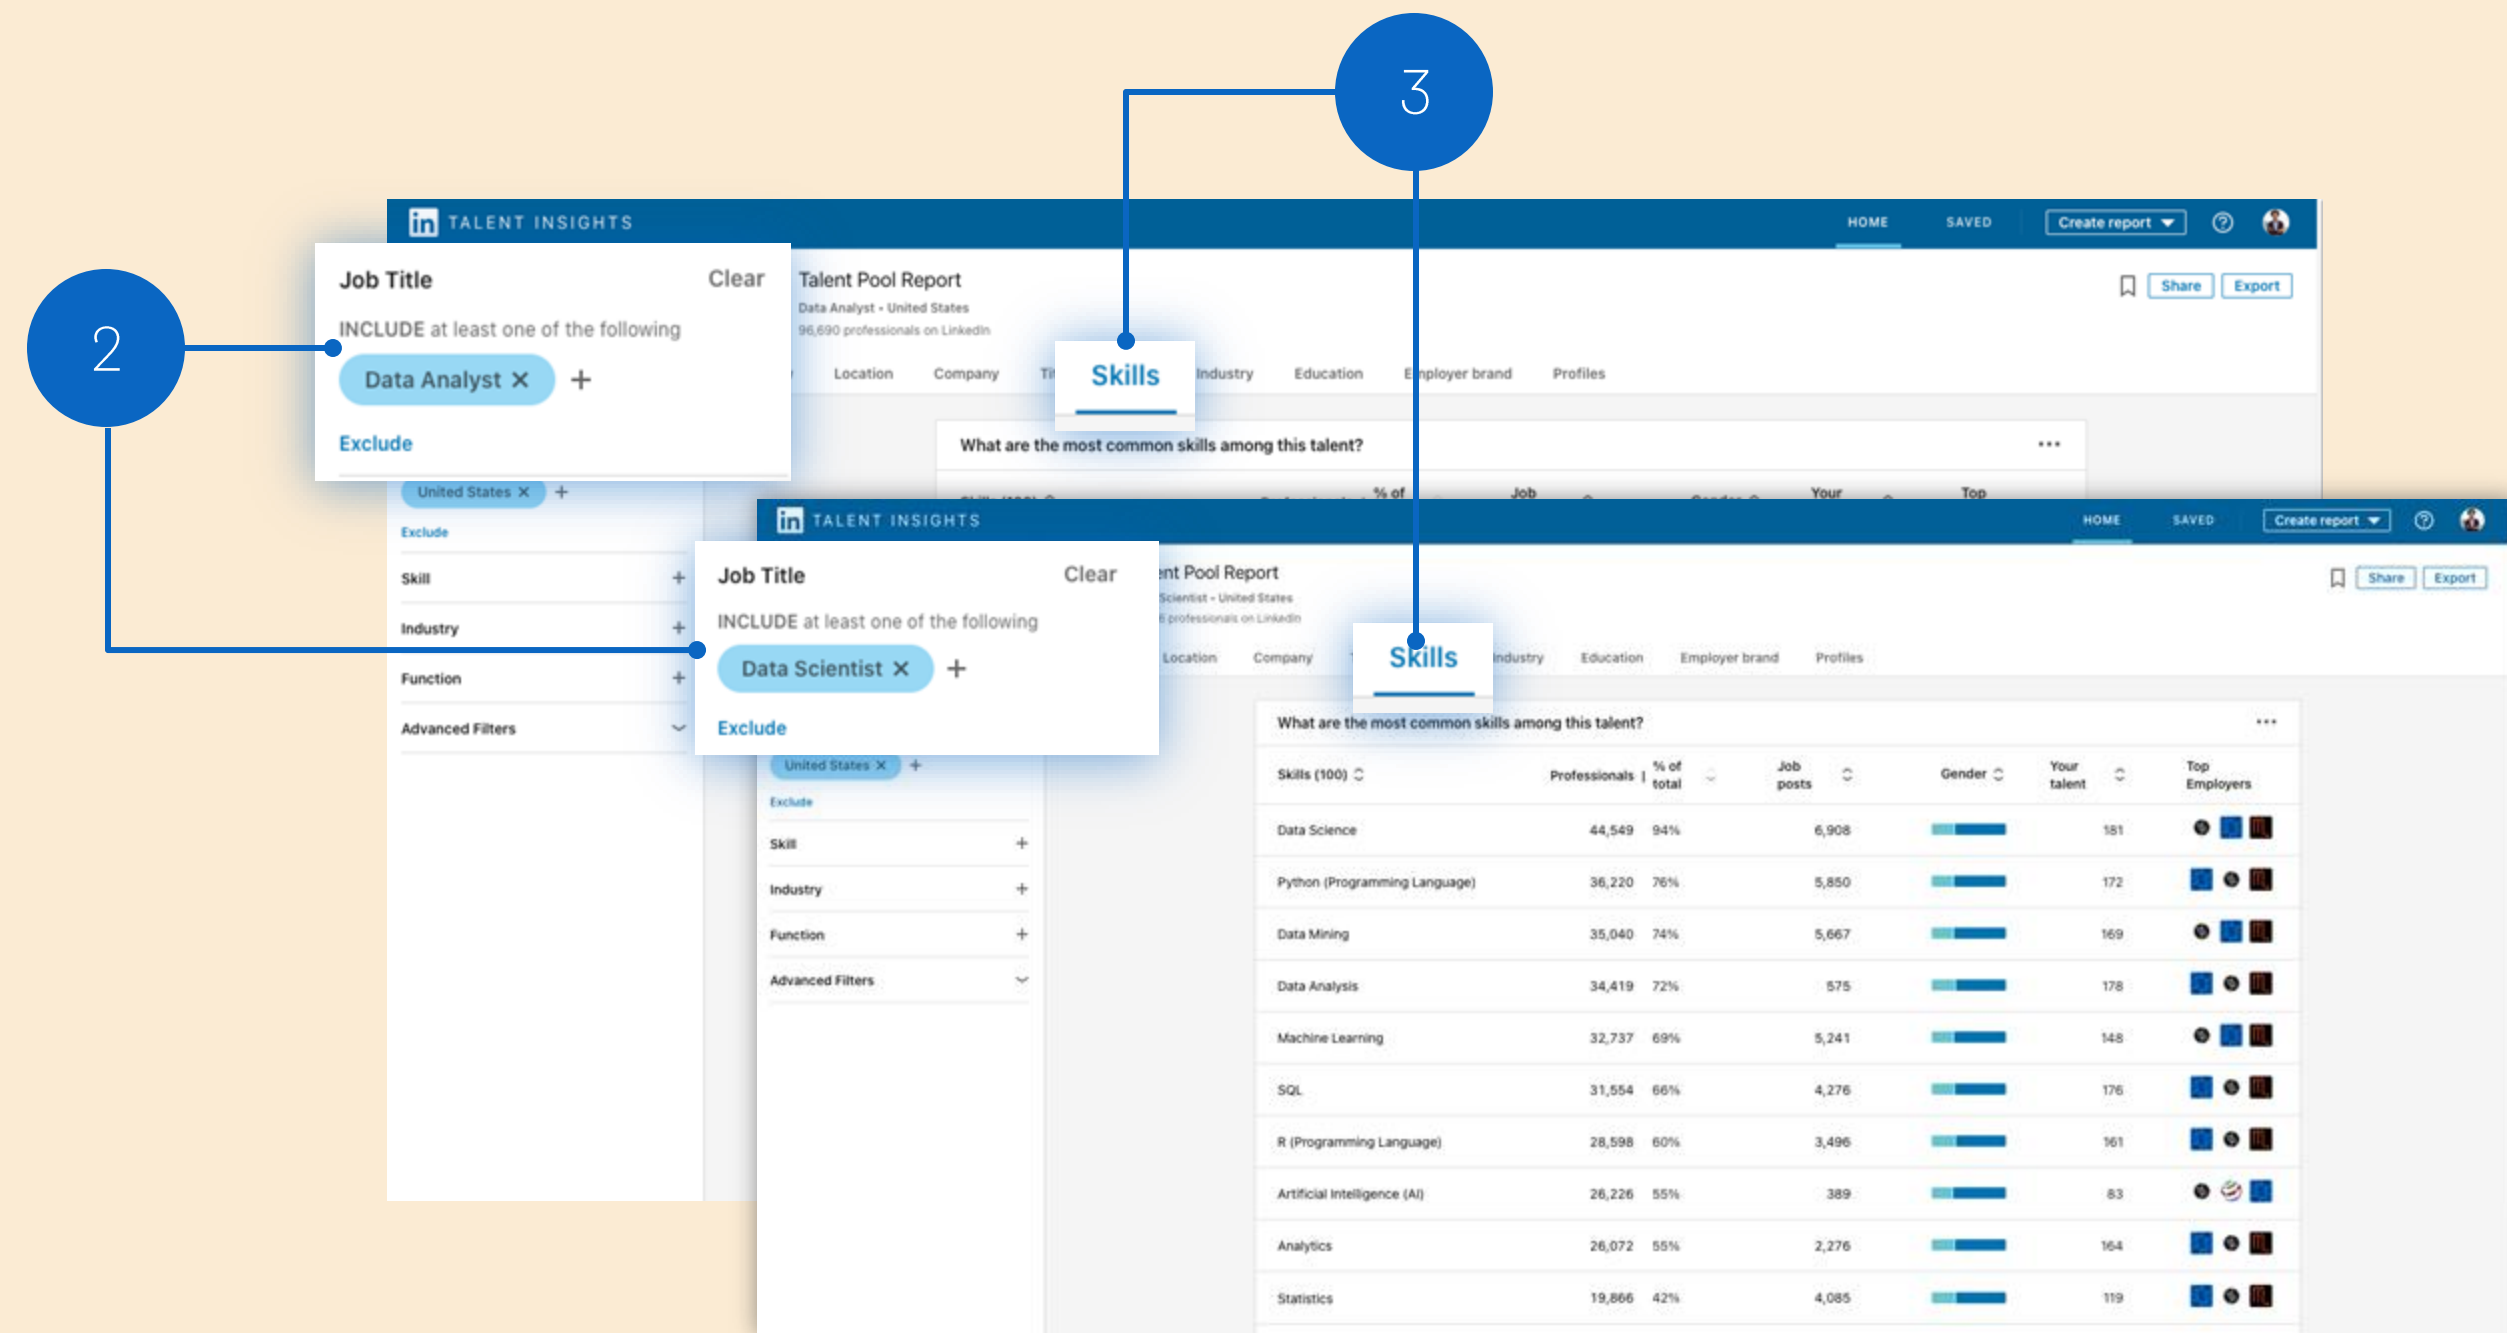 3
in TALENT INSIGHTS
HOME SAVED Create report
2
Job Title Clear
INCLUDE at least one of the following
Data Analyst × +
Exclude
Talent Pool Report
Data Analyst • United States
96,690 professionals on LinkedIn
Share Export
Location Company Skills Industry Education Employer brand Profiles
What are the most common skills among this talent?
% of Job Your Top
United States × +
Exclude
Skill +
Industry +
Function +
Advanced Filters
in TALENT INSIGHTS
HOME SAVED Create report
Job Title Clear
INCLUDE at least one of the following
Data Scientist × +
Exclude
Pool Report
Scientist • United States
professionals on LinkedIn
Share Export
Location Company Skills Industry Education Employer brand Profiles
United States × +
Exclude
Skill +
Industry +
Function +
Advanced Filters
What are the most common skills among this talent?
Skills (100) Professionals | % of total Job posts Gender Your talent Top Employers
Data Science 44,549 94% 6,908 181
Python (Programming Language) 36,220 76% 5,850 172
Data Mining 35,040 74% 5,667 169
Data Analysis 34,419 72% 575 178
Machine Learning 32,737 69% 5,241 148
SQL 31,554 66% 4,276 176
R (Programming Language) 28,598 60% 3,496 161
Artificial Intelligence (AI) 26,226 55% 389 83
Analytics 26,072 55% 2,276 164
Statistics 19,866 42% 4,085 119